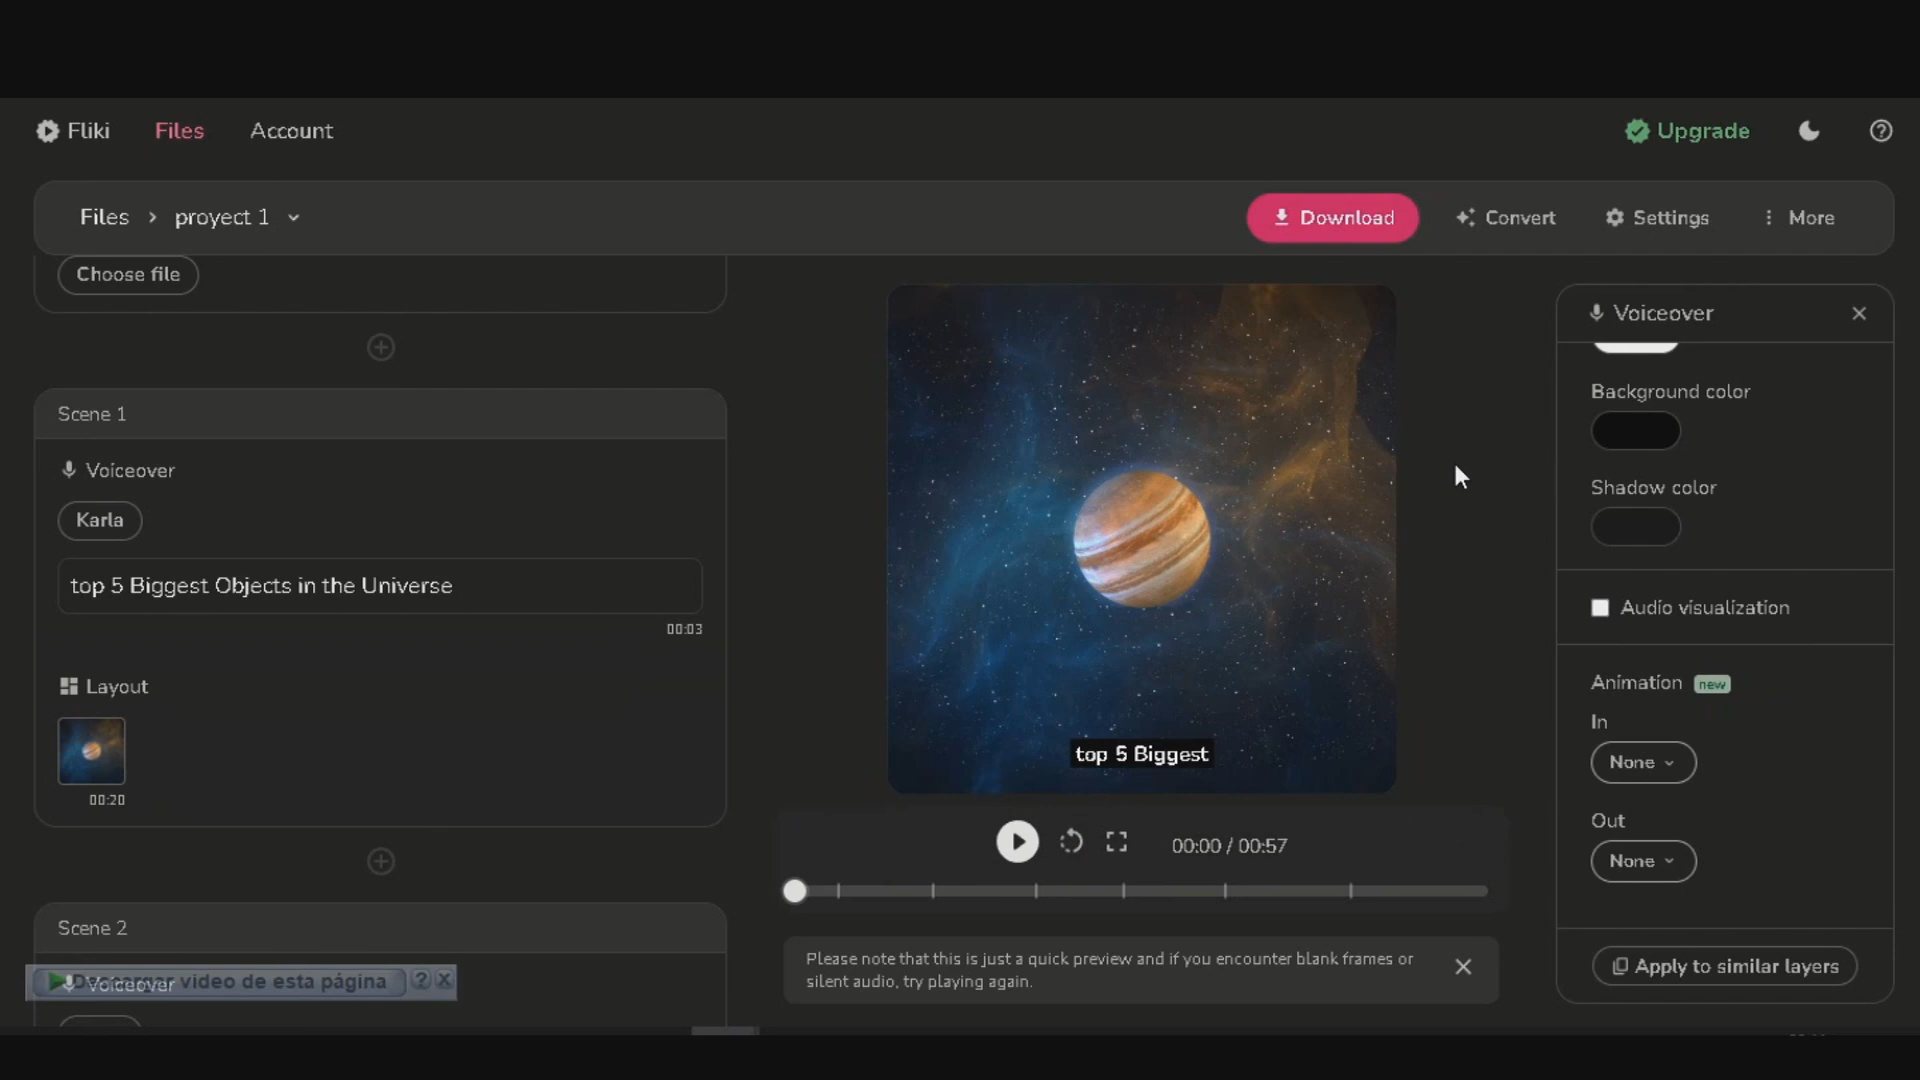 Fliki Files Account Upgrade
Files > proyect 1 Download Convert Settings More
Choose file
Scene 1
Voiceover
Karla
top 5 Biggest Objects in the Universe
00:03
Layout
00:20
Scene 2
Voiceover
Descargar video de esta página ? X
top 5 Biggest
00:00 / 00:57
Please note that this is just a quick preview and if you encounter blank frames or
silent audio, try playing again.
Voiceover
Background color
Shadow color
Audio visualization
Animation new
In
None
Out
None
Apply to similar layers